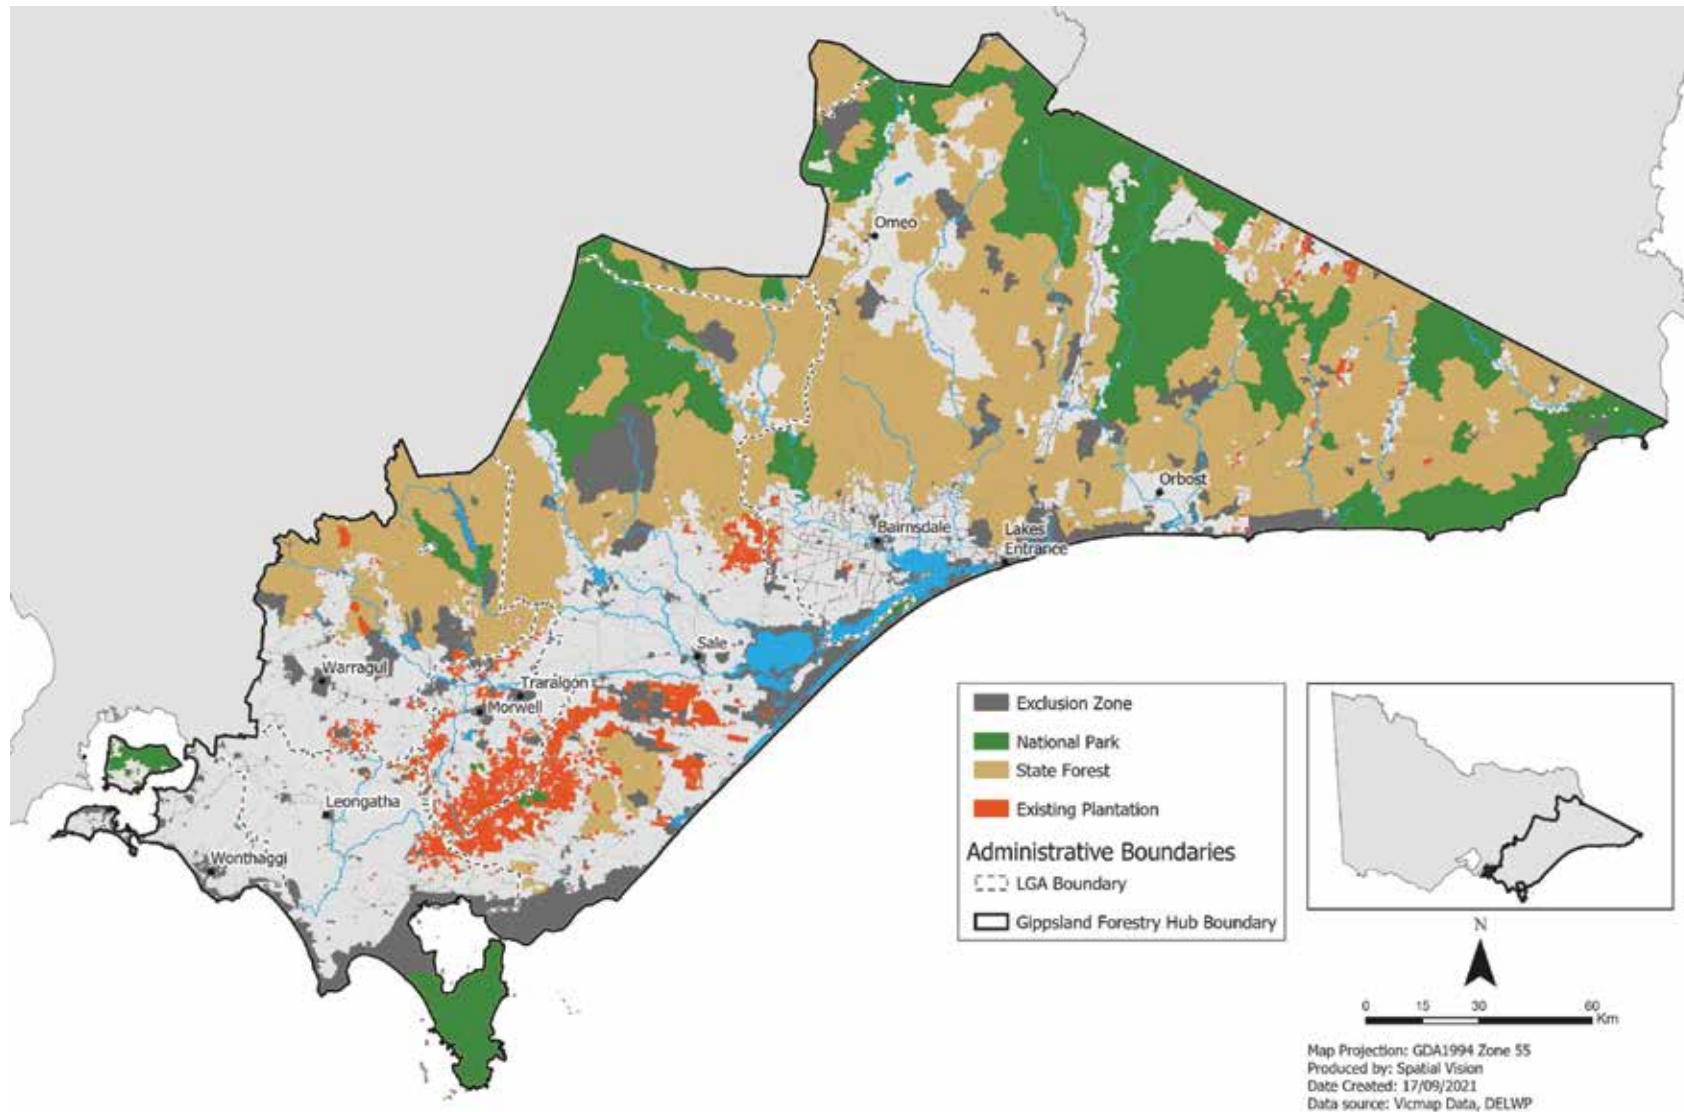 Omeo
Orbost
Bairnsdale
Lakes
Entrance
Sale
Warragul
Traralgon
Morwell
Leongatha
Wonthaggi
Exclusion Zone
National Park
State Forest
Existing Plantation
Administrative Boundaries
LGA Boundary
Gippsland Forestry Hub Boundary
N
0 15 30 60
Km
Map Projection: GDA1994 Zone 55
Produced by: Spatial Vision
Date Created: 17/09/2021
Data source: Vicmap Data, DELWP